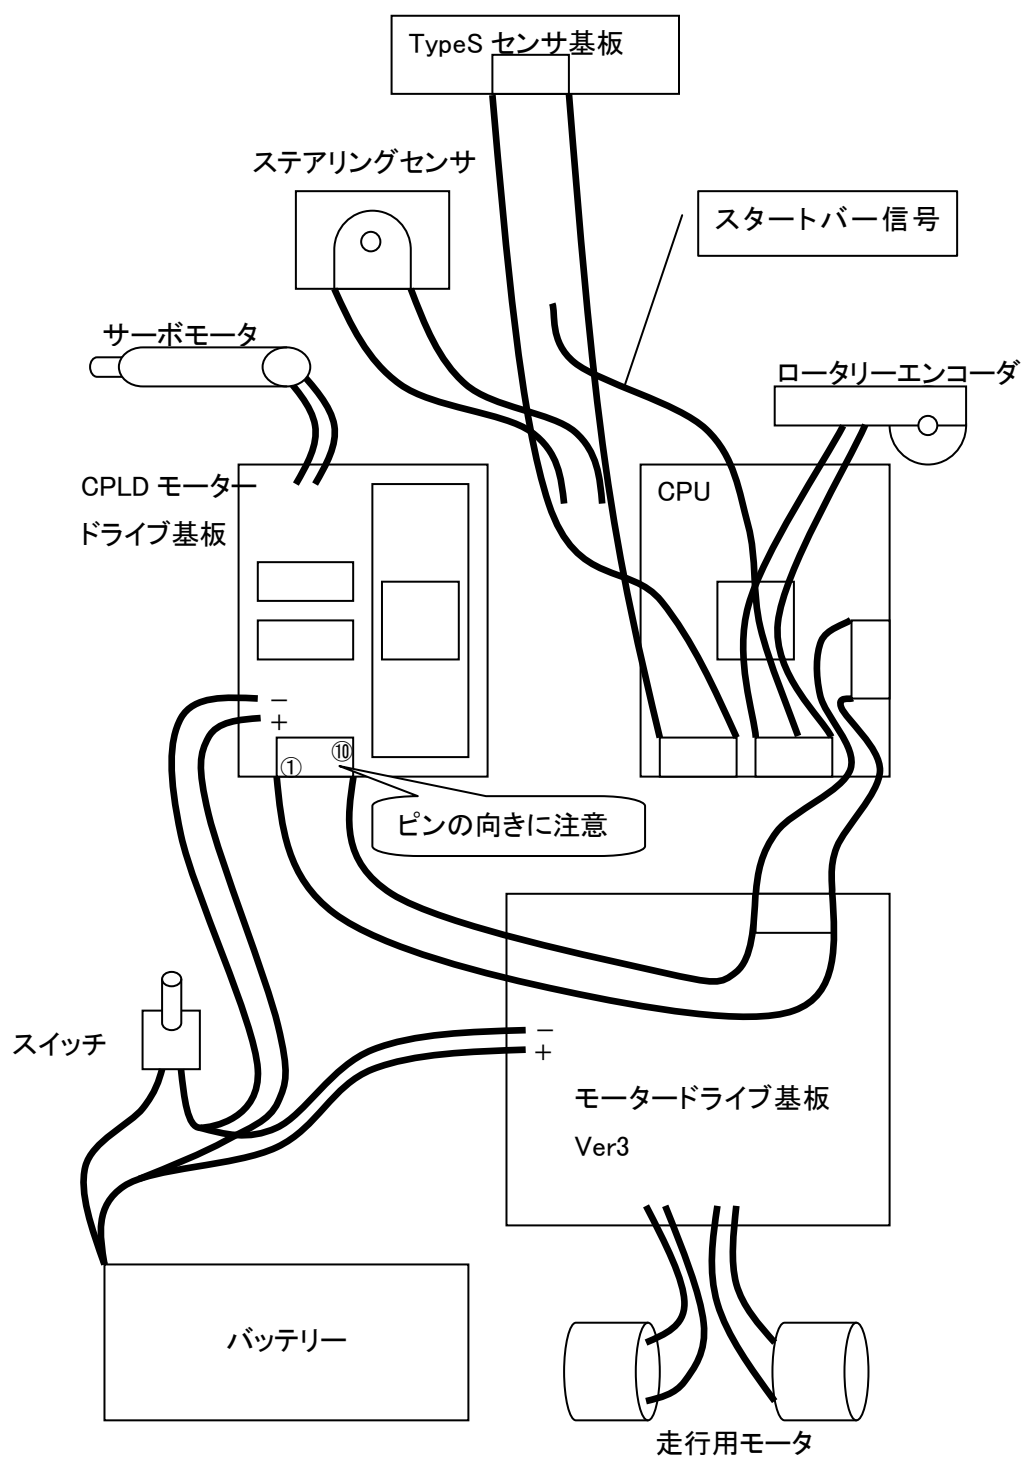 TypeS センサ基板
ステアリングセンサ
スタートバー信号
サーボモータ
ロータリーエンコーダ
CPLD モーター
ドライブ基板
CPU
－
＋
⑩
①
ピンの向きに注意
スイッチ
－
＋
モータードライブ基板
Ver3
バッテリー
走行用モータ